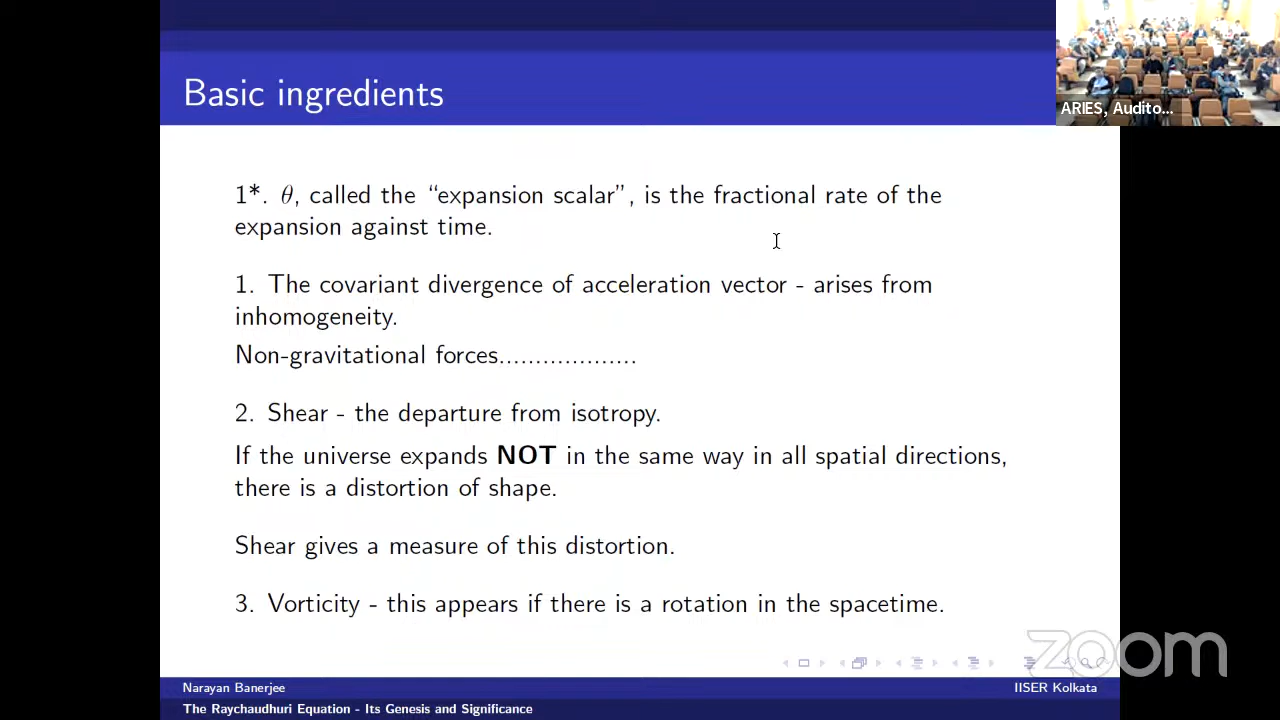 Basic ingredients
ARIES, Audito...
1*. θ, called the “expansion scalar”, is the fractional rate of the
expansion against time.
1. The covariant divergence of acceleration vector - arises from
inhomogeneity.
Non-gravitational forces...................
2. Shear - the departure from isotropy.
If the universe expands NOT in the same way in all spatial directions,
there is a distortion of shape.
Shear gives a measure of this distortion.
3. Vorticity - this appears if there is a rotation in the spacetime.
zoom
Narayan Banerjee
IISER Kolkata
The Raychaudhuri Equation - Its Genesis and Significance